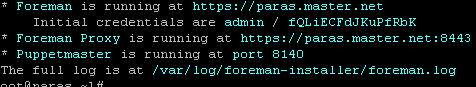 * Foreman is running at https://paras.master.net
Initial credentials are admin / fQLiECFdJKuPfRbK
* Foreman Proxy is running at https://paras.master.net:8443
* Puppetmaster is running at port 8140
The full log is at /var/log/foreman-installer/foreman.log
root@paras ~]#